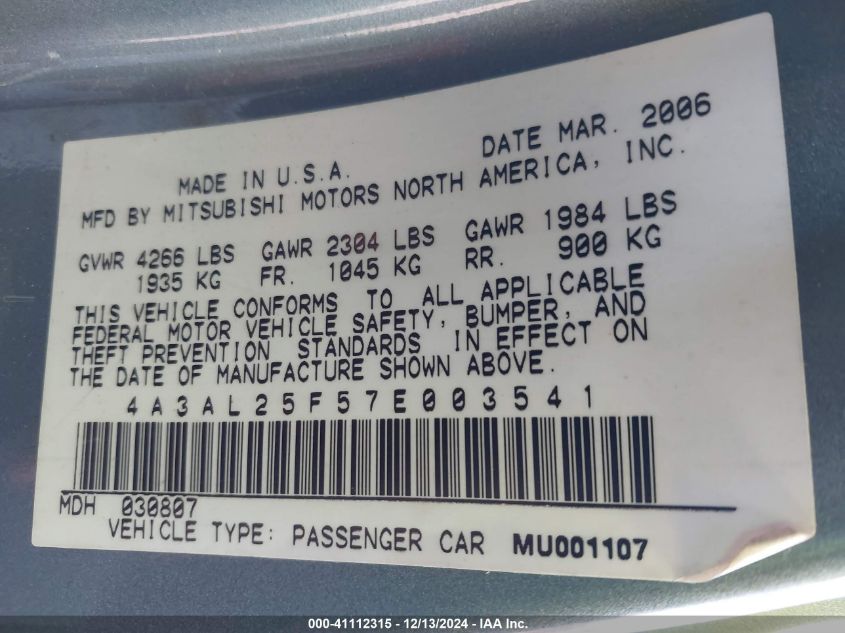 MADE IN U.S.A. DATE MAR. 2006
MFD BY MITSUBISHI MOTORS NORTH AMERICA, INC.
GVWR 4266 LBS GAWR 2304 LBS GAWR 1984 LBS
1935 KG FR. 1045 KG RR. 900 KG
THIS VEHICLE CONFORMS TO ALL APPLICABLE
FEDERAL MOTOR VEHICLE SAFETY, BUMPER, AND
THEFT PREVENTION STANDARDS IN EFFECT ON
THE DATE OF MANUFACTURE SHOWN ABOVE.
4A3AL25F57E003541
MDH 030807
VEHICLE TYPE: PASSENGER CAR MU001107
000-41112315 - 12/13/2024 - IAA Inc.